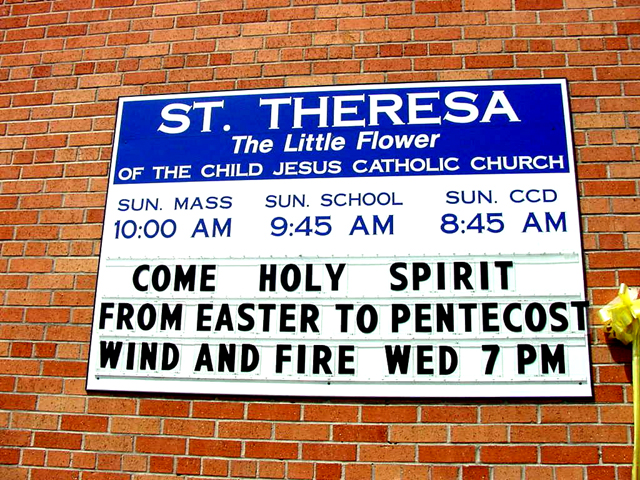 ST. THERESA
The Little Flower
OF THE CHILD JESUS CATHOLIC CHURCH
SUN. MASS SUN. SCHOOL SUN. CCD
10:00 AM 9:45 AM 8:45 AM
COME HOLY SPIRIT
FROM EASTER TO PENTECOST
WIND AND FIRE WED 7 PM